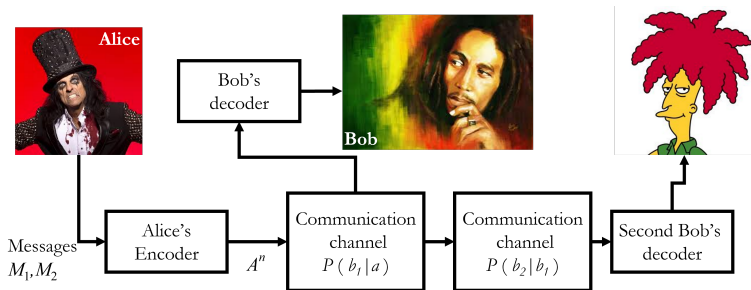 Alice
Bob's
decoder
Bob
Messages
M₁, M₂
Alice's
Encoder
Aⁿ
Communication
channel
P ( b₁ | a )
Communication
channel
P ( b₂ | b₁ )
Second Bob's
decoder